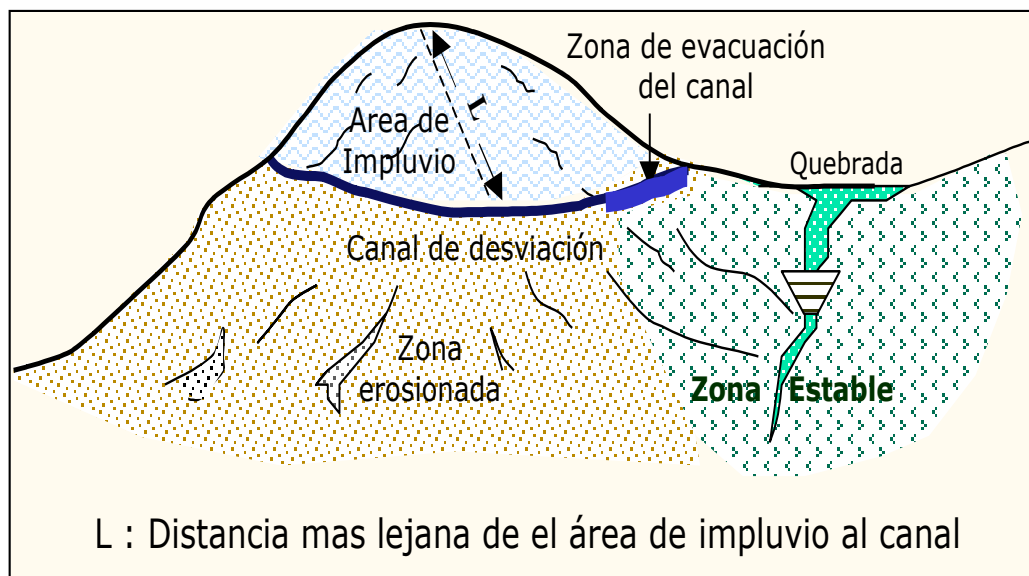 Zona de evacuación
del canal
L
Area de
Impluvio
Quebrada
Canal de desviación
Zona
erosionada
Zona Estable
L : Distancia mas lejana de el área de impluvio al canal